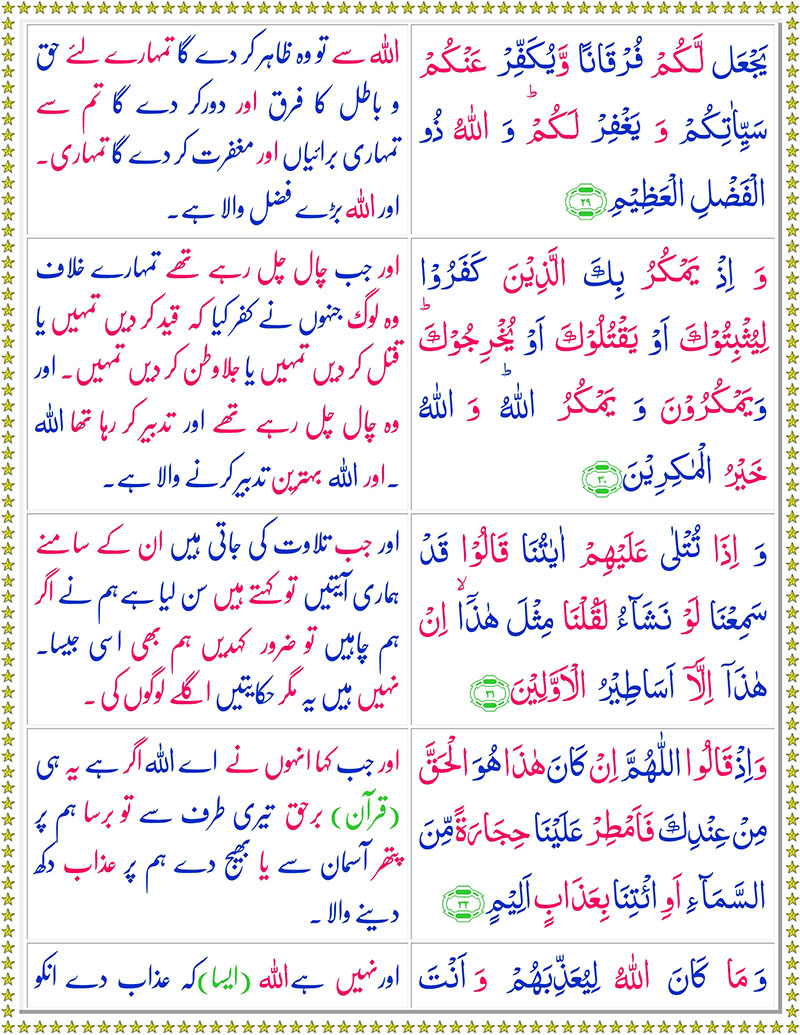 يَجْعَل لَّكُمْ فُرْقَانًا وَّيُكَفِّرْ عَنْكُمْ
سَيِّاٰتِكُمْ وَ يَغْفِرْ لَكُمْ ؕ وَ اللّٰهُ ذُو
الْفَضْلِ الْعَظِيْمِ ﴿۲۹﴾
اللہ سے تو وہ ظاہر کر دے گا تمہارے لئے حق
و باطل کا فرق اور دور کر دے گا تم سے
تمہاری برائیاں اور مغفرت کر دے گا تمہاری۔
اور اللہ بڑے فضل والا ہے۔
وَ اِذْ يَمْكُرُ بِكَ الَّذِيْنَ كَفَرُوْا
لِيُثْبِتُوْكَ اَوْ يَقْتُلُوْكَ اَوْ يُخْرِجُوْكَ ؕ
وَيَمْكُرُوْنَ وَ يَمْكُرُ اللّٰهُ ؕ وَ اللّٰهُ
خَيْرُ الْمٰكِرِيْنَ ﴿۳۰﴾
اور جب چال چل رہے تھے تمہارے خلاف
وہ لوگ جنہوں نے کفر کیا کہ قید کر دیں تمہیں یا
قتل کر دیں تمہیں یا جلاوطن کر دیں تمہیں۔ اور
وہ چال چل رہے تھے اور تدبیر کر رہا تھا اللہ
۔ اور اللہ بہترین تدبیر کرنے والا ہے۔
وَ اِذَا تُتْلٰى عَلَيْهِمْ اٰيٰتُنَا قَالُوْا قَدْ
سَمِعْنَا لَوْ نَشَآءُ لَقُلْنَا مِثْلَ هٰذَاۤ ۙ اِنْ
هٰذَاۤ اِلَّاۤ اَسَاطِيْرُ الْاَوَّلِيْنَ ﴿۳۱﴾
اور جب تلاوت کی جاتی ہیں ان کے سامنے
ہماری آیتیں تو کہتے ہیں سن لیا ہے ہم نے اگر
ہم چاہیں تو ضرور کہدیں ہم بھی اسی جیسا۔
نہیں ہیں یہ مگر حکایتیں اگلے لوگوں کی ۔
وَاِذْ قَالُوا اللّٰهُمَّ اِنْ كَانَ هٰذَا هُوَ الْحَقَّ
مِنْ عِنْدِكَ فَاَمْطِرْ عَلَيْنَا حِجَارَةً مِّنَ
السَّمَآءِ اَوِ ائْتِنَا بِعَذَابٍ اَلِيْمٍ ﴿۳۲﴾
اور جب کہا انہوں نے اے اللہ اگر ہے یہ ہی
(قرآن) برحق تیری طرف سے تو برسا ہم پر
پتھر آسمان سے یا بھیج دے ہم پر عذاب دکھ
دینے والا ۔
وَ مَا كَانَ اللّٰهُ لِيُعَذِّبَهُمْ وَ اَنْتَ
اور نہیں ہے اللہ (ایسا) کہ عذاب دے انکو